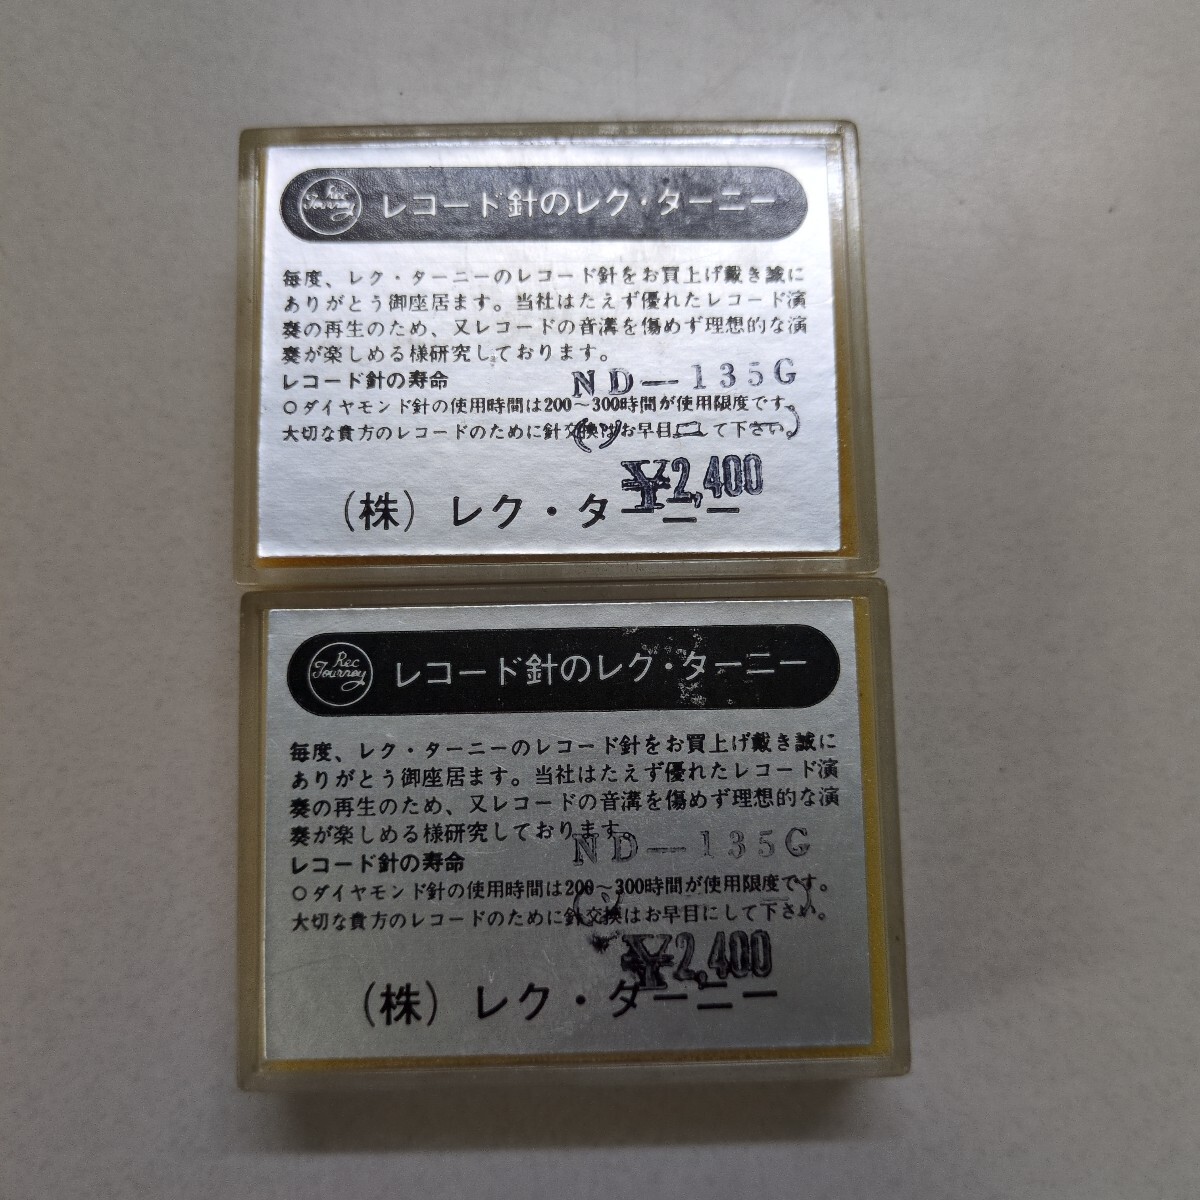 Rec Tourney
レコード針のレク・ターニー
毎度、レク・ターニーのレコード針をお買上げ戴き誠に
ありがとう御座居ます。当社はたえず優れたレコード演
奏の再生のため、又レコードの音溝を傷めず理想的な演
奏が楽しめる様研究しております。
レコード針の寿命
ND—135G
○ダイヤモンド針の使用時間は200~300時間が使用限度です。
大切な貴方のレコードのために針交換はお早目にして下さい。
¥2,400
(株) レク・ターニー
Rec Tourney
レコード針のレク・ターニー
毎度、レク・ターニーのレコード針をお買上げ戴き誠に
ありがとう御座居ます。当社はたえず優れたレコード演
奏の再生のため、又レコードの音溝を傷めず理想的な演
奏が楽しめる様研究しております。
ND—135G
レコード針の寿命
○ダイヤモンド針の使用時間は200~300時間が使用限度です。
大切な貴方のレコードのために針交換はお早目にして下さい。
¥2,400
(株) レク・ターニー